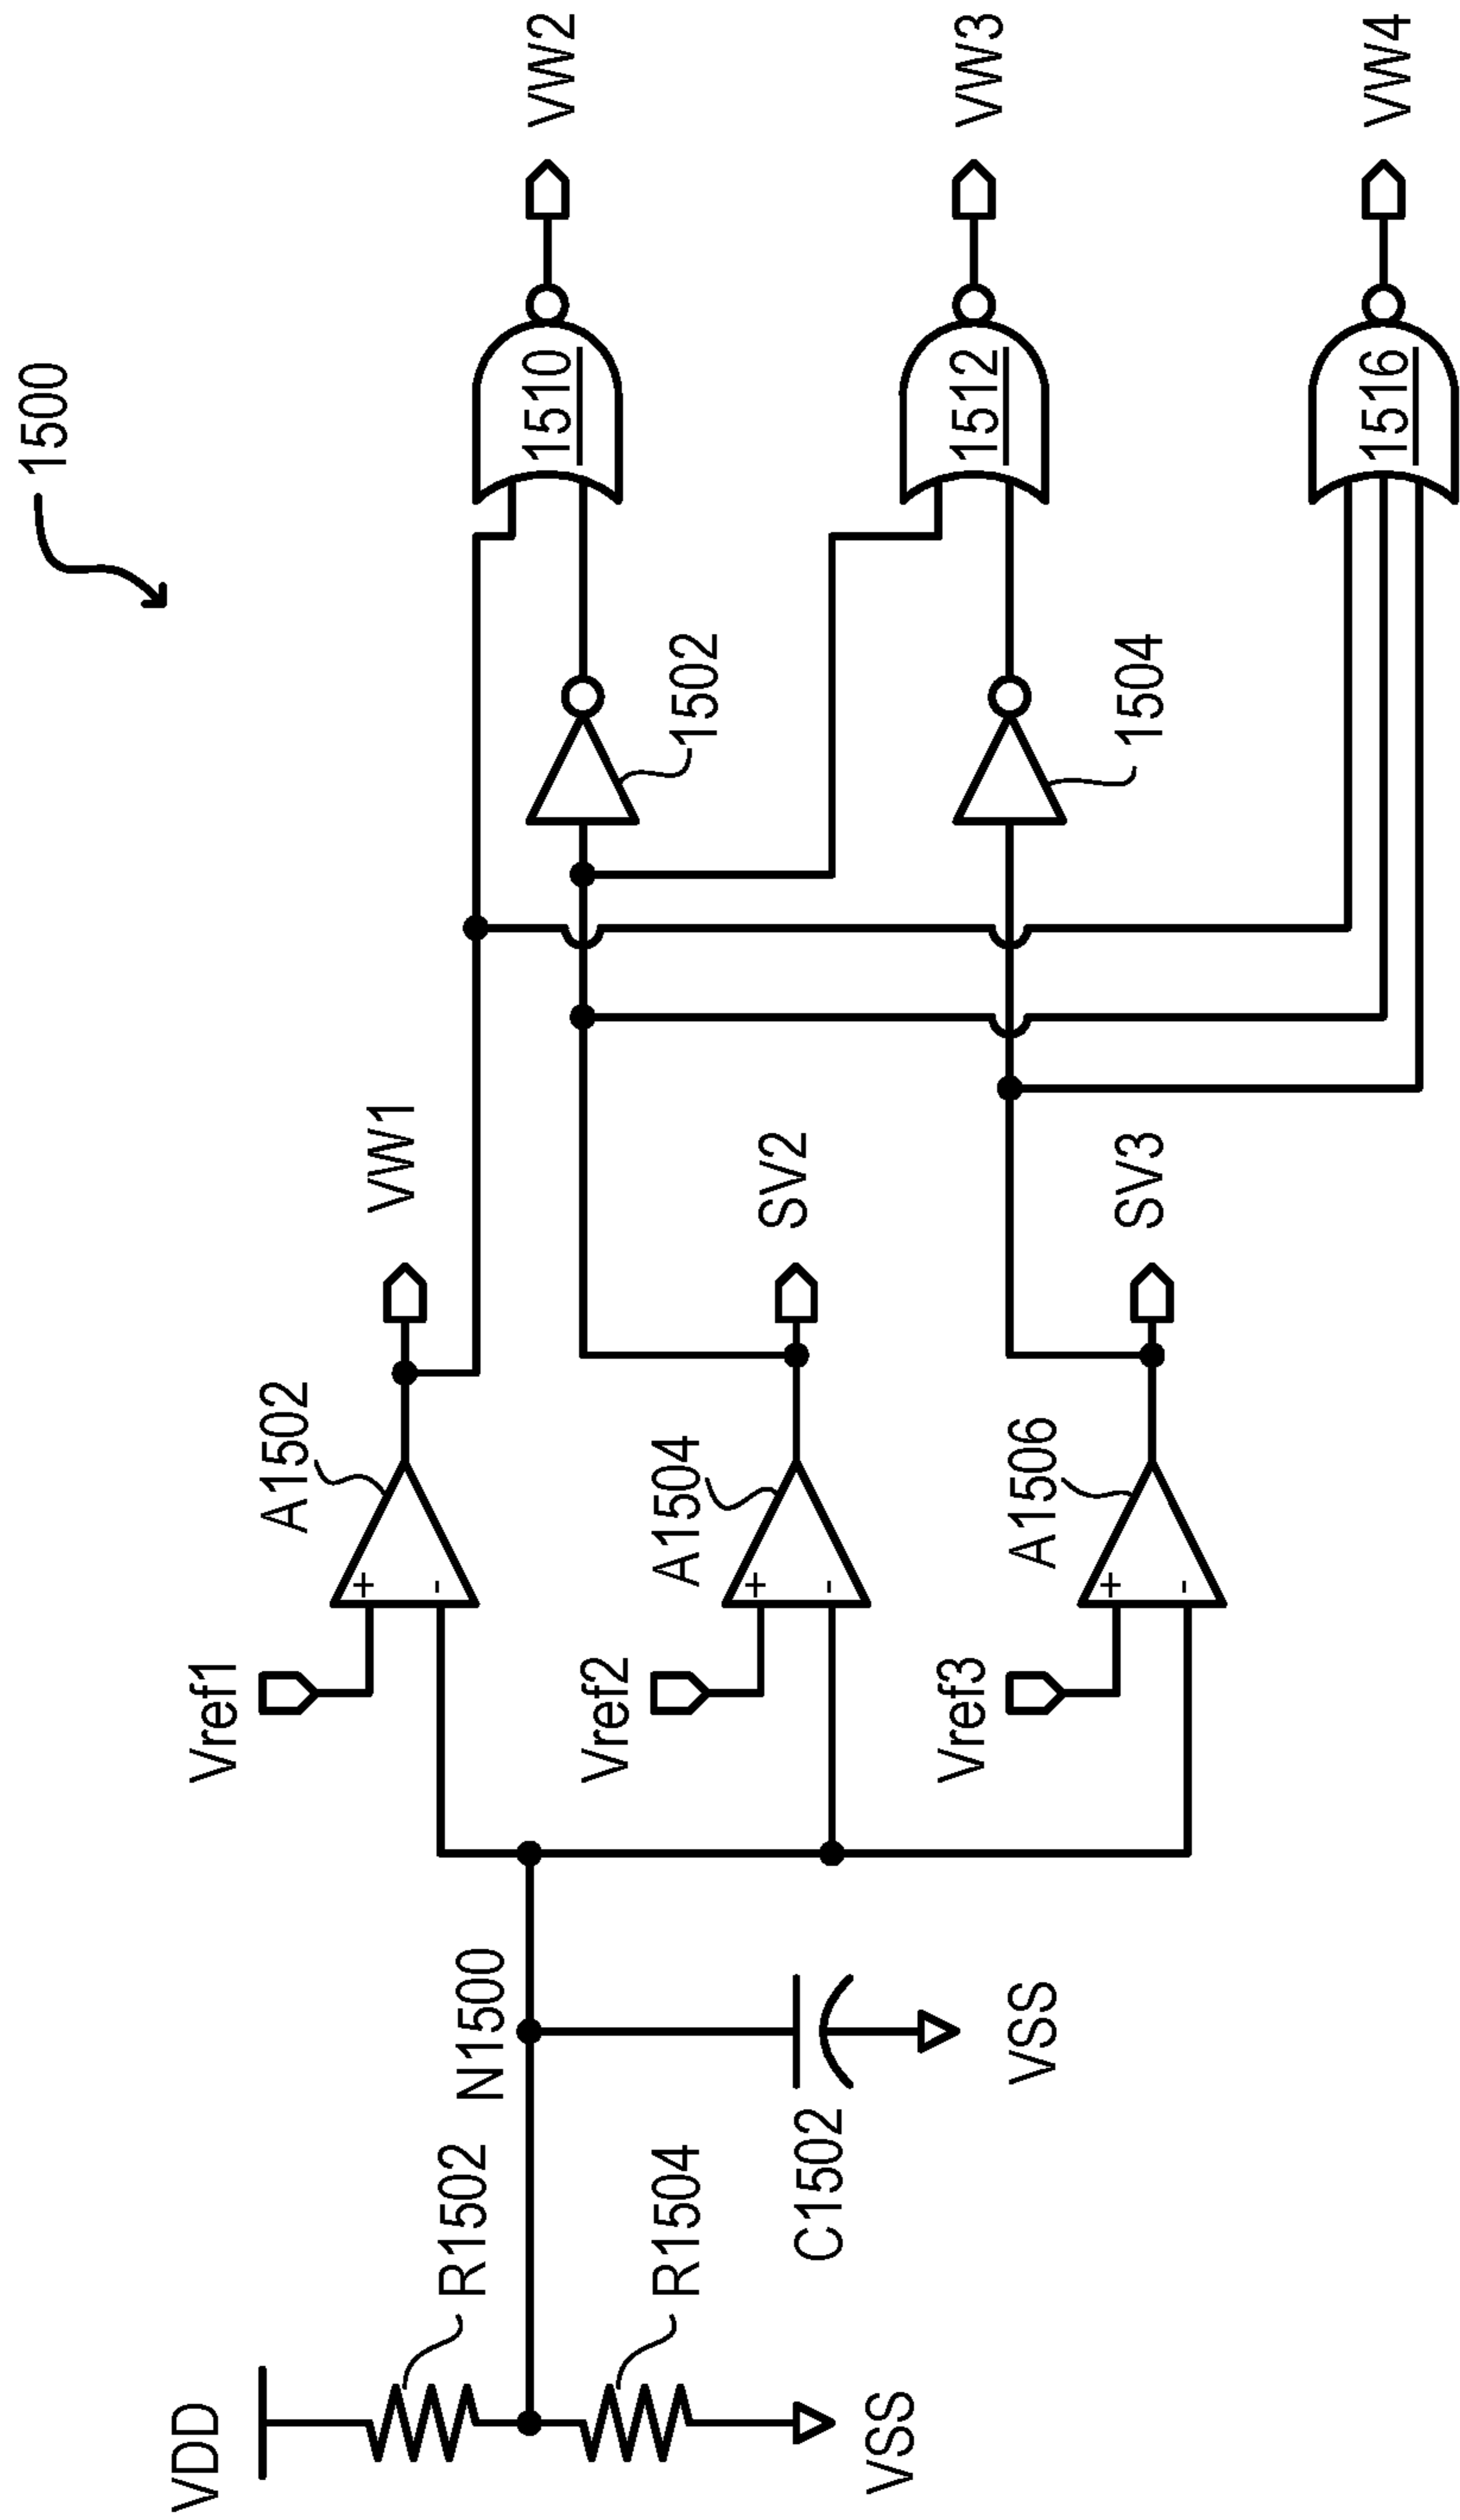 1500
VDD
R1502
R1504
VSS
N1500
C1502
VSS
Vref1
+
-
A1502
VW1
Vref2
+
-
A1504
SV2
Vref3
+
-
A1506
SV3
1502
1504
1510
1512
1516
VW2
VW3
VW4